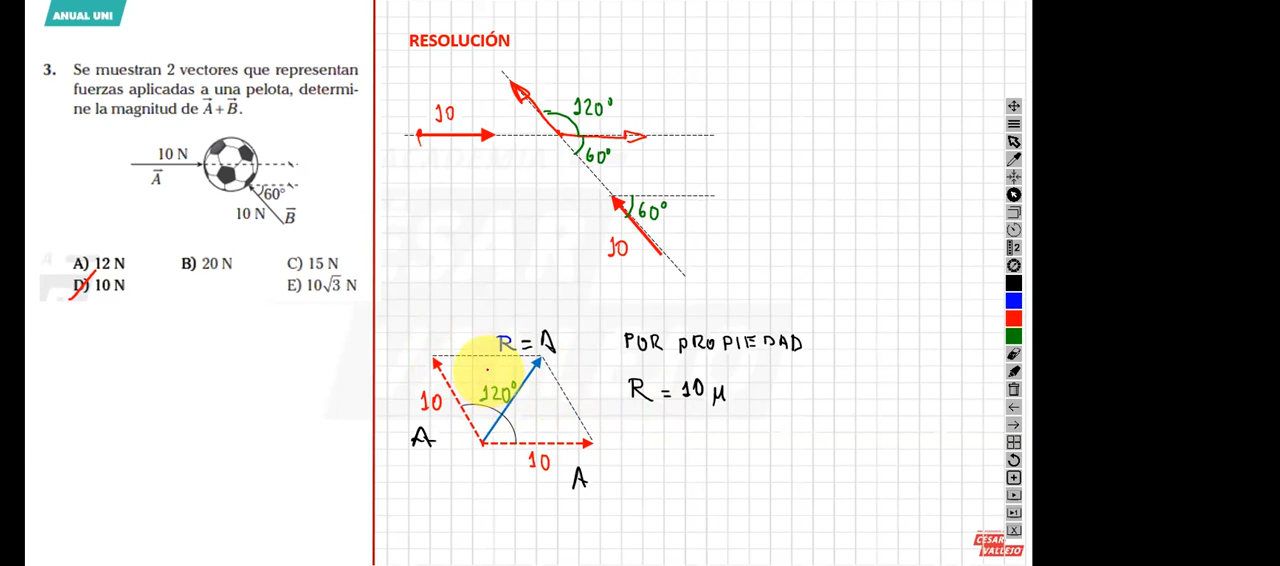 ANUAL UNI
RESOLUCIÓN
3. Se muestran 2 vectores que representan
fuerzas aplicadas a una pelota, determi-
ne la magnitud de A⃗ + B⃗.
10 N
A
60°
10 N B
A) 12 N B) 20 N C) 15 N
D) 10 N E) 10√3 N
10
120°
60°
60°
10
R = A
10
120°
A
10
A
POR PROPIEDAD
R = 10 μ
2
CÉSAR
VALLEJO